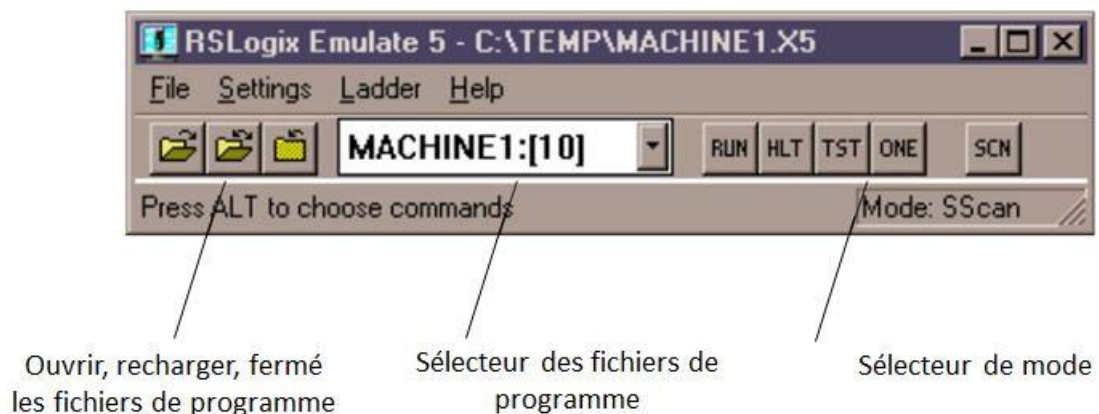 RSLogix Emulate 5 - C:\TEMP\MACHINE1.X5
File Settings Ladder Help
MACHINE1:[10] RUN HLT TST ONE SCN
Press ALT to choose commands Mode: SScan
Ouvrir, recharger, fermé
les fichiers de programme
Sélecteur des fichiers de
programme
Sélecteur de mode